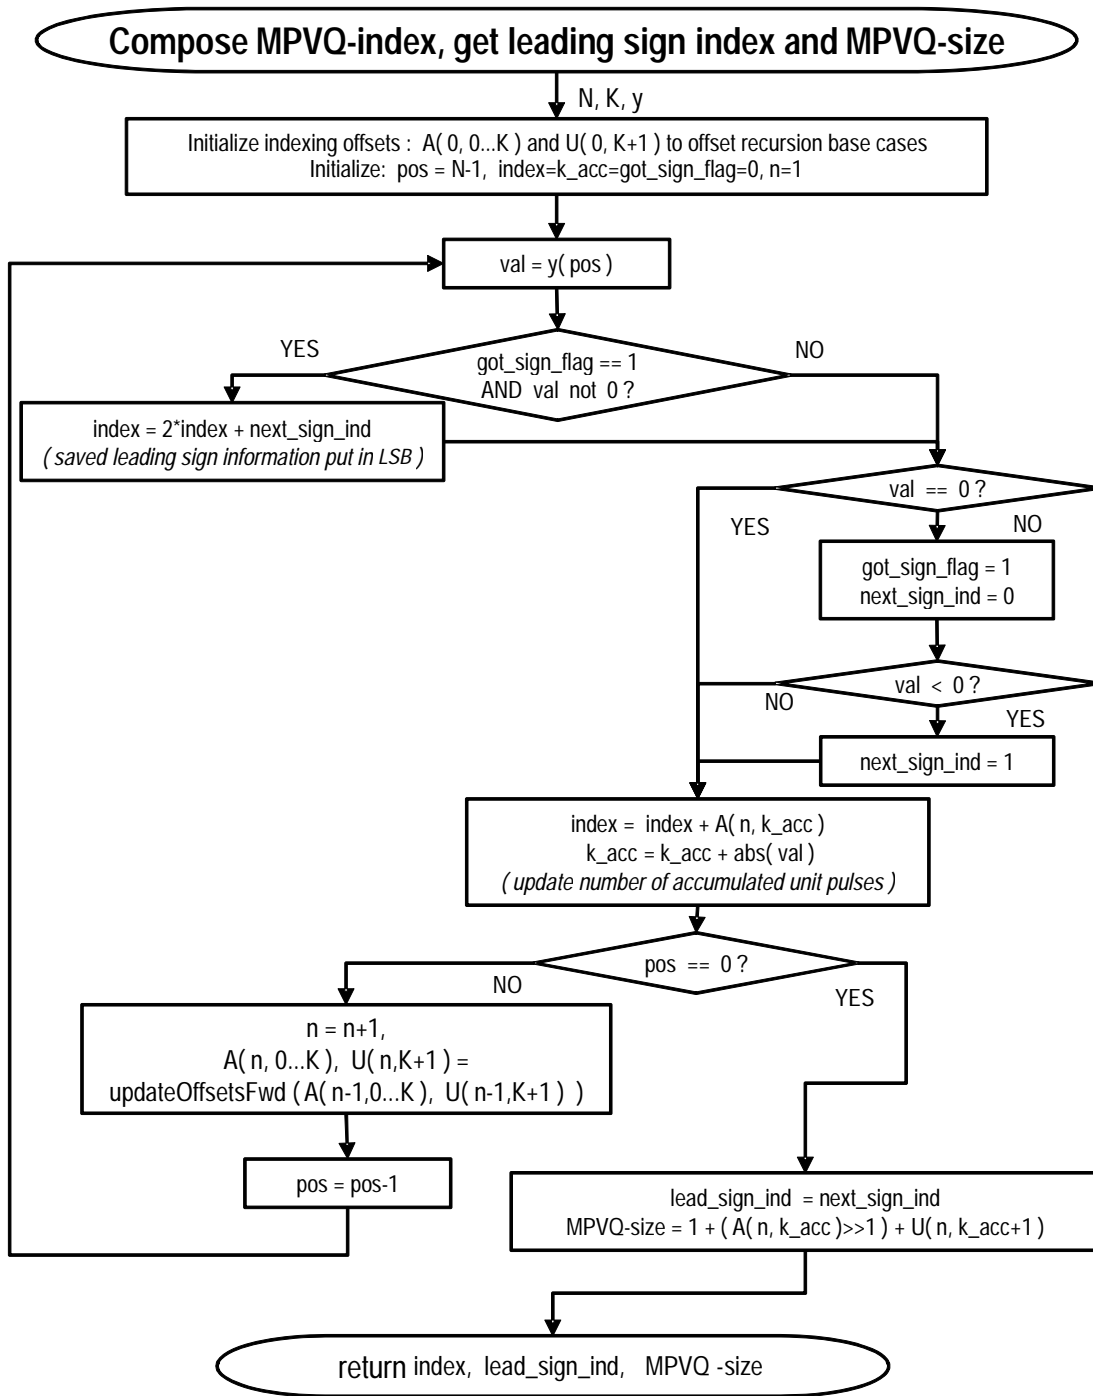 Compose MPVQ-index, get leading sign index and MPVQ-size
N, K, y
Initialize indexing offsets : A( 0, 0...K ) and U( 0, K+1 ) to offset recursion base cases
Initialize: pos = N-1, index=k_acc=got_sign_flag=0, n=1
val = y( pos )
YES
got_sign_flag == 1
AND val not 0 ?
NO
index = 2*index + next_sign_ind
( saved leading sign information put in LSB )
val == 0 ?
YES
NO
got_sign_flag = 1
next_sign_ind = 0
val < 0 ?
NO
YES
next_sign_ind = 1
index = index + A( n, k_acc )
k_acc = k_acc + abs( val )
( update number of accumulated unit pulses )
pos == 0 ?
NO
YES
n = n+1,
A( n, 0...K ), U( n,K+1 ) =
updateOffsetsFwd ( A( n-1,0...K ), U( n-1,K+1 ) )
pos = pos-1
lead_sign_ind = next_sign_ind
MPVQ-size = 1 + ( A( n, k_acc )>>1 ) + U( n, k_acc+1 )
return index, lead_sign_ind, MPVQ -size